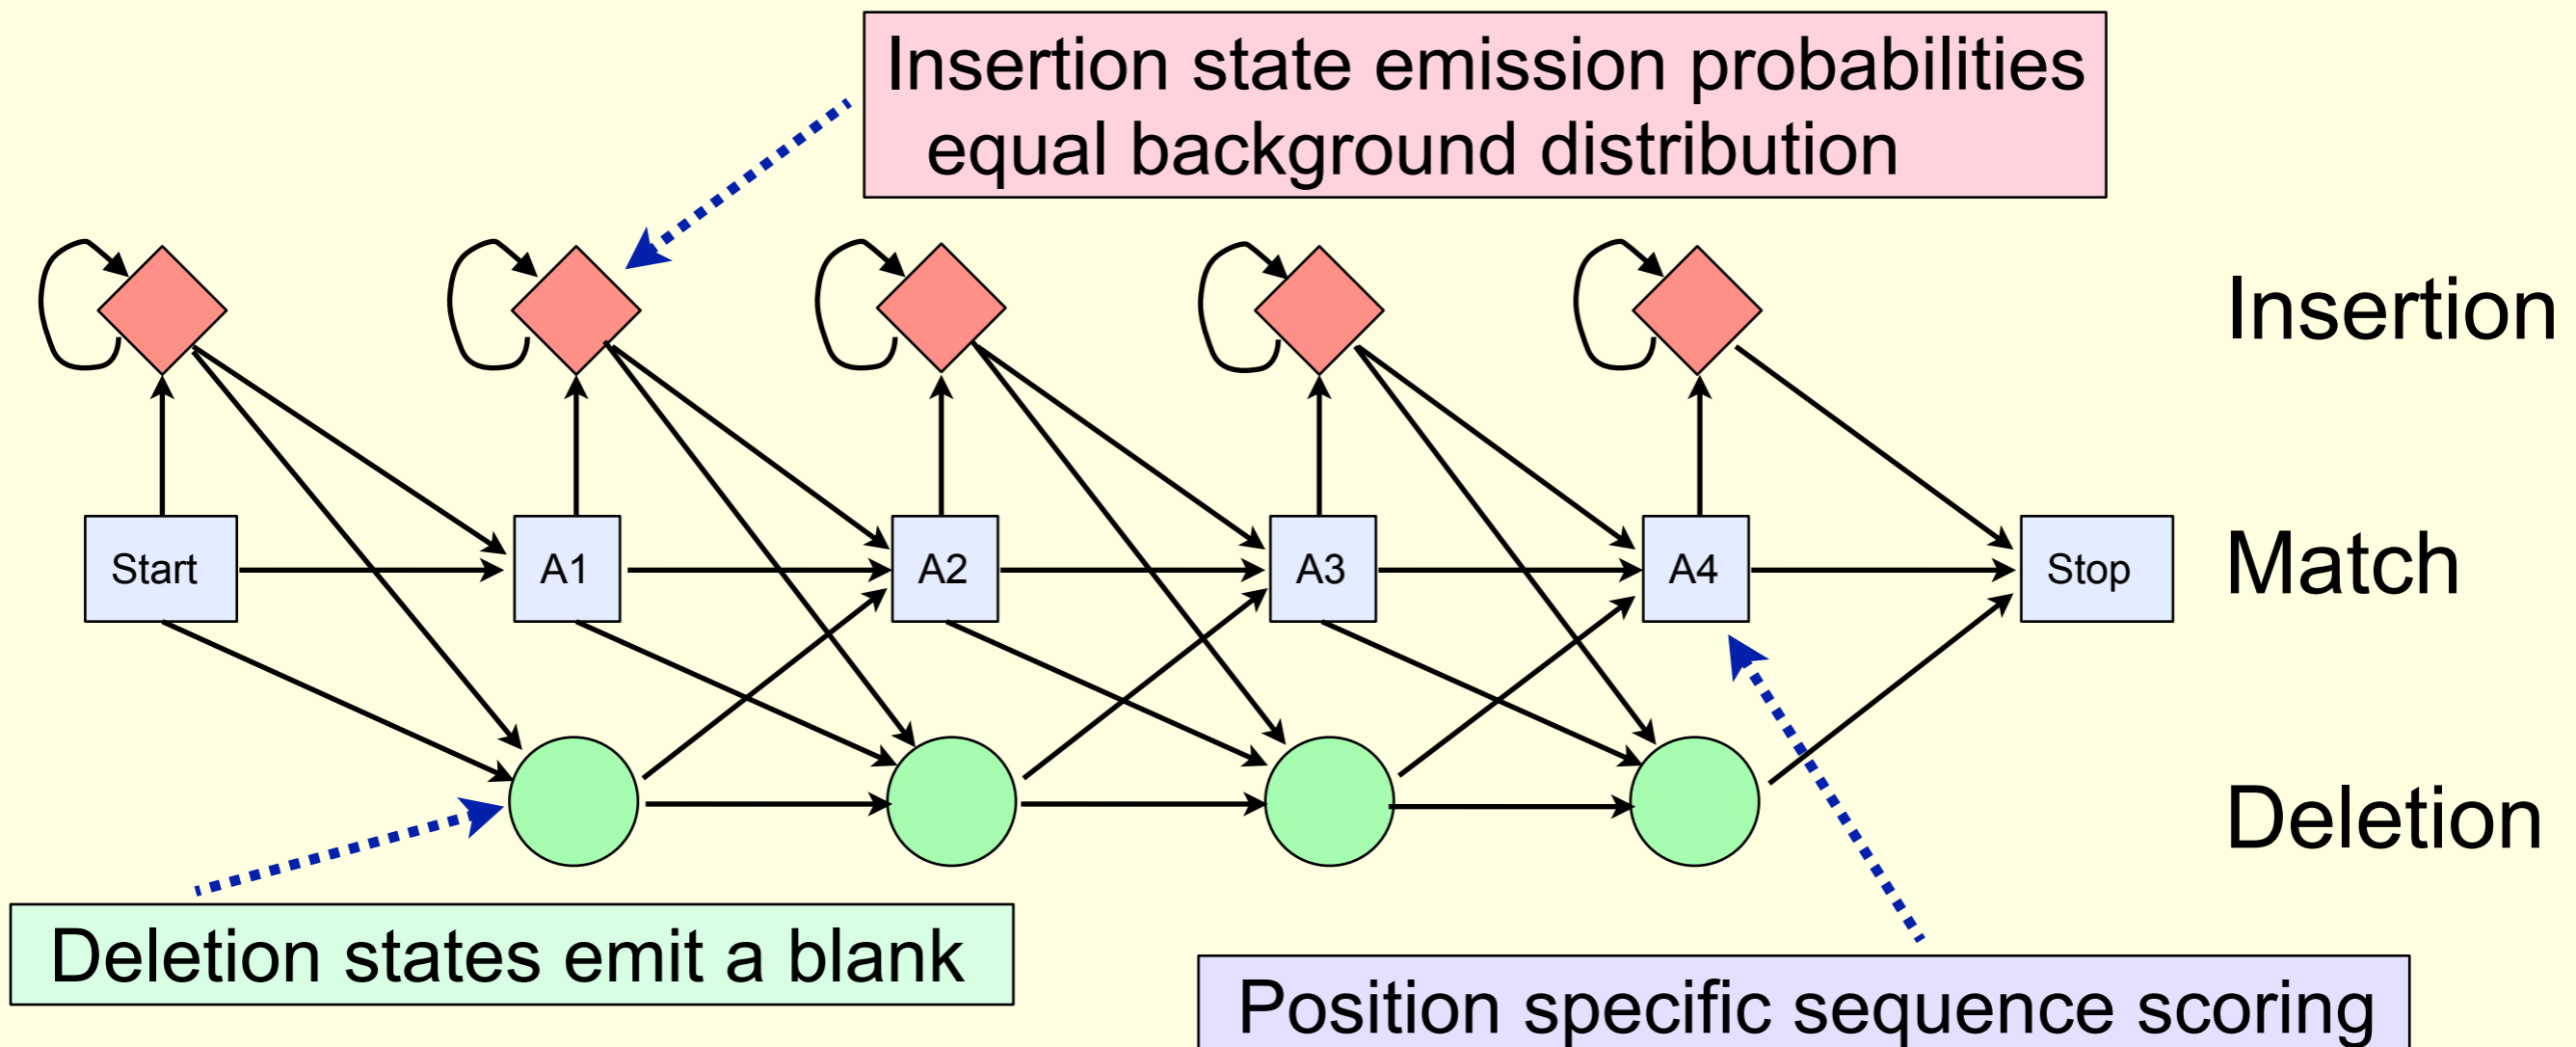 Insertion state emission probabilities
equal background distribution
Insertion
Start
A1
A2
A3
A4
Stop
Match
Deletion
Deletion states emit a blank
Position specific sequence scoring